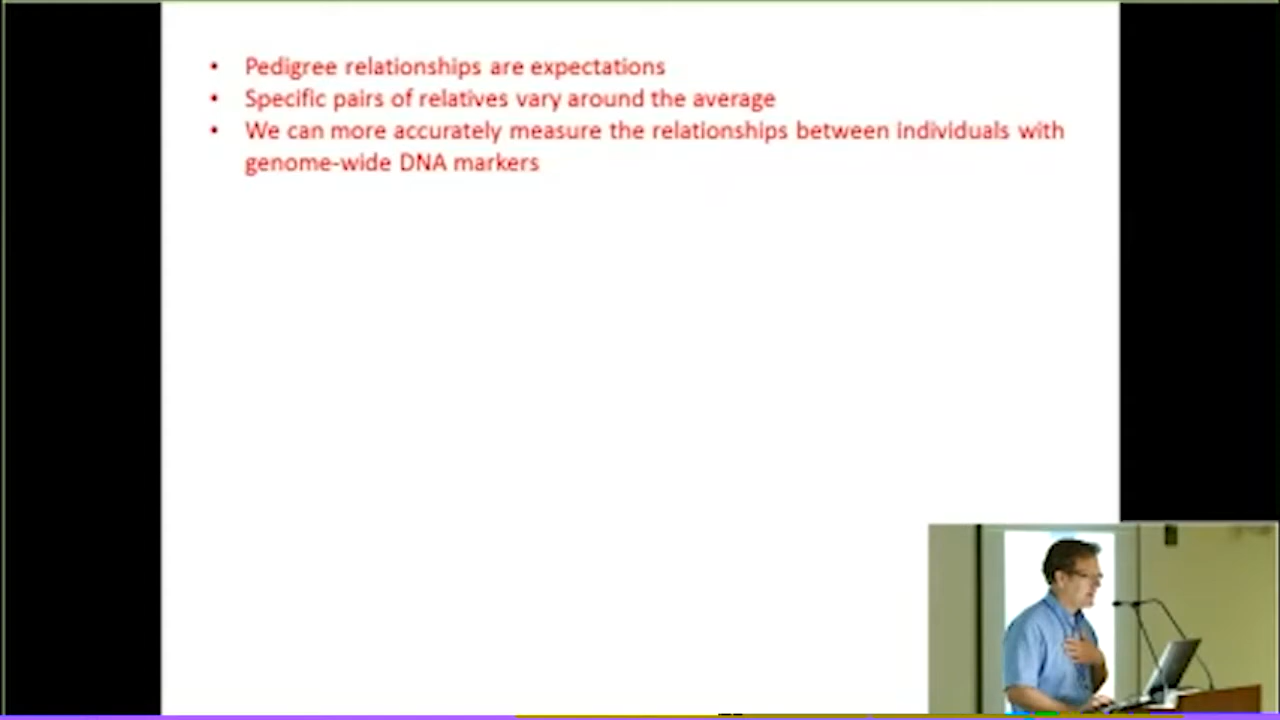 • Pedigree relationships are expectations
• Specific pairs of relatives vary around the average
• We can more accurately measure the relationships between individuals with
genome-wide DNA markers